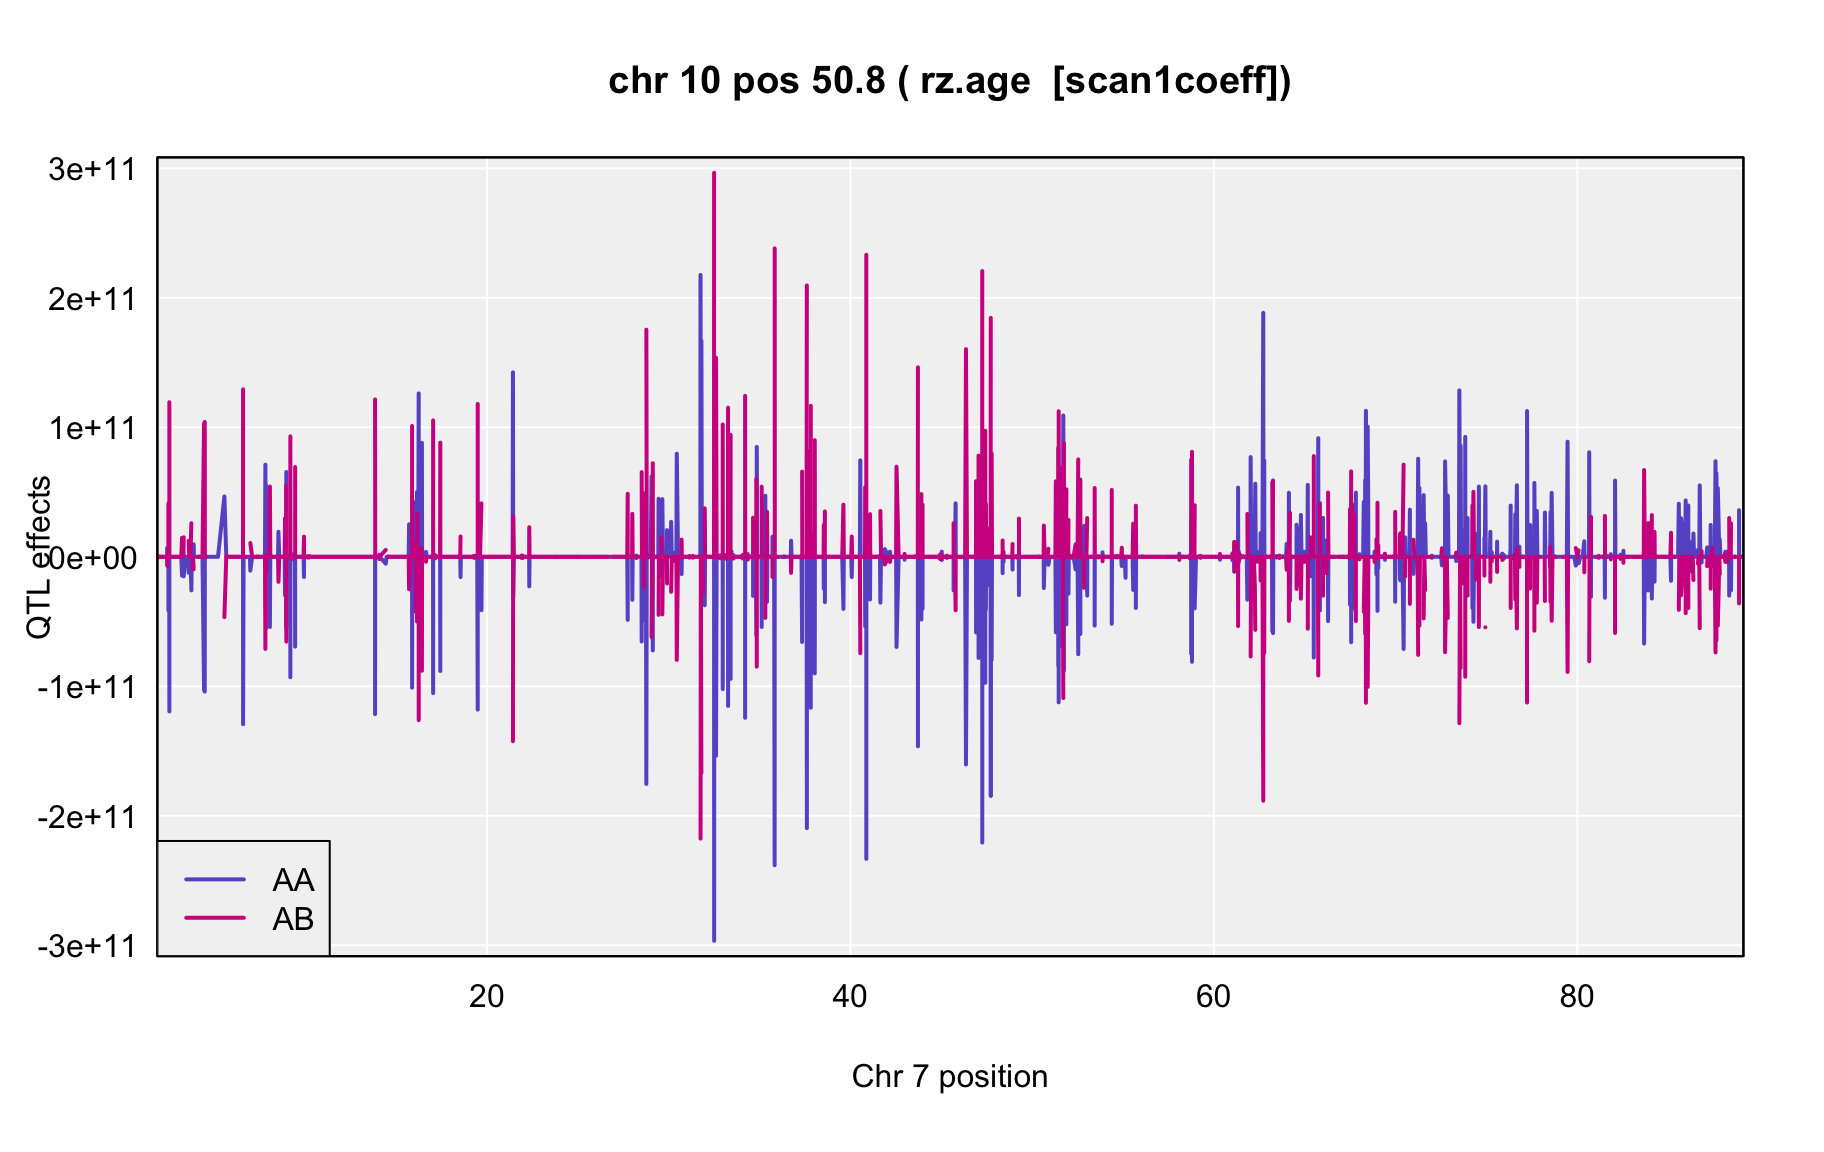 chr 10 pos 50.8 ( rz.age  [scan1coeff])
3e+11
2e+11
1e+11
0e+00
-1e+11
-2e+11
-3e+11
QTL effects
AA
AB
20 40 60 80
Chr 7 position